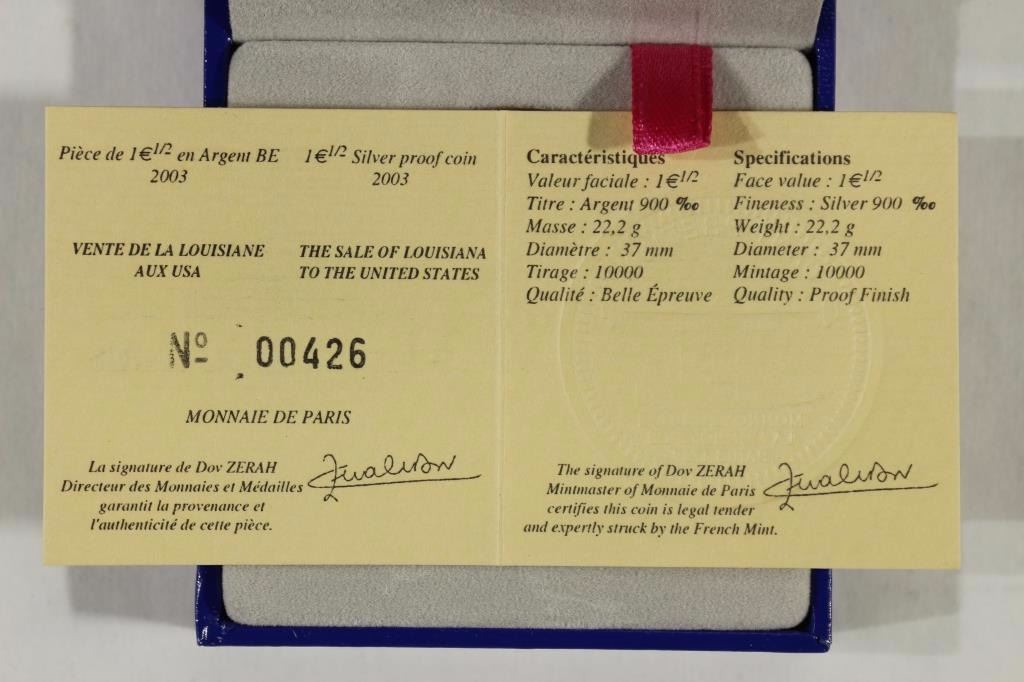 Pièce de 1€1/2 en Argent BE
2003
1€1/2 Silver proof coin
2003
VENTE DE LA LOUISIANE
AUX USA
THE SALE OF LOUISIANA
TO THE UNITED STATES
Nº 00426
MONNAIE DE PARIS
La signature de Dov ZERAH
Directeur des Monnaies et Médailles
garantit la provenance et
l'authenticité de cette pièce.
Caractéristiques
Valeur faciale : 1€1/2
Titre : Argent 900 ‰
Masse : 22,2 g
Diamètre : 37 mm
Tirage : 10000
Qualité : Belle Épreuve
Specifications
Face value : 1€1/2
Fineness : Silver 900 ‰
Weight : 22,2 g
Diameter : 37 mm
Mintage : 10000
Quality : Proof Finish
The signature of Dov ZERAH
Mintmaster of Monnaie de Paris
certifies this coin is legal tender
and expertly struck by the French Mint.